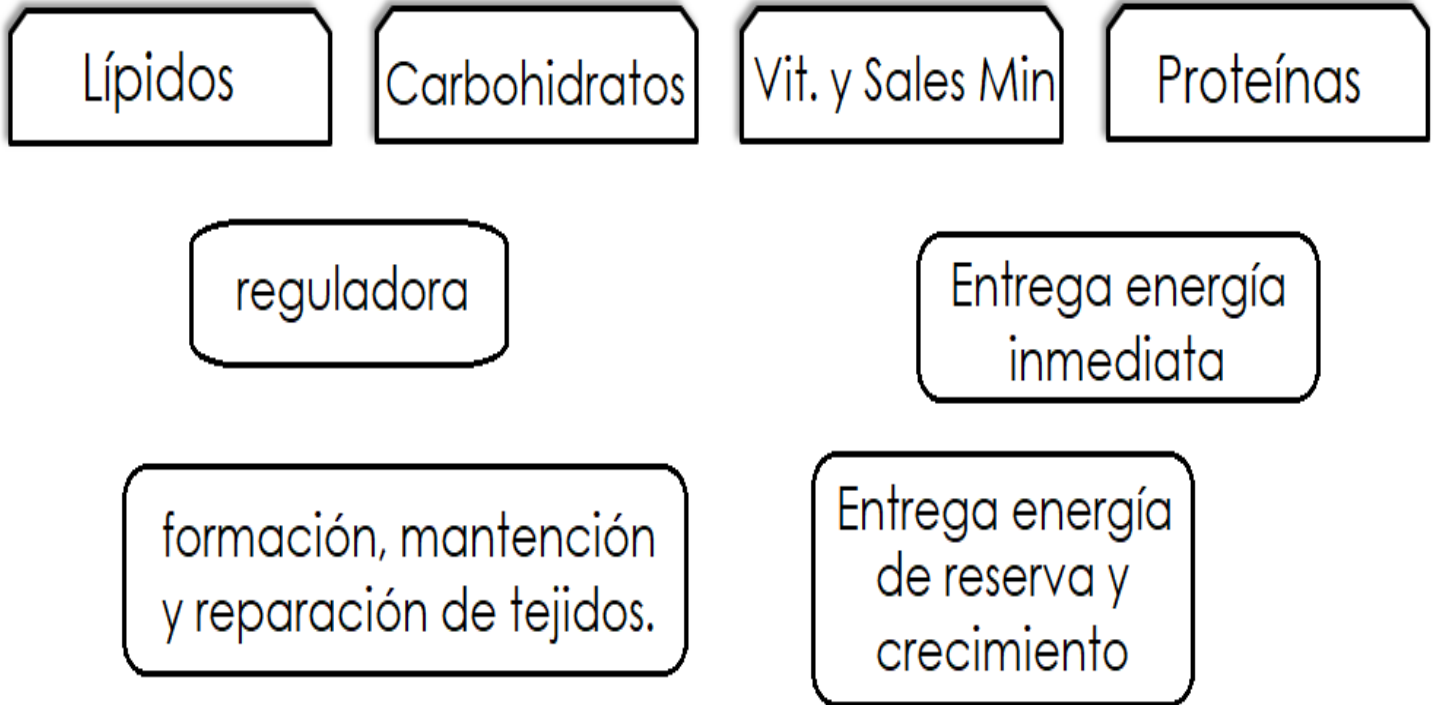 Lípidos
Carbohidratos
Vit. y Sales Min
Proteínas
reguladora
Entrega energía
inmediata
formación, mantención
y reparación de tejidos.
Entrega energía
de reserva y
crecimiento